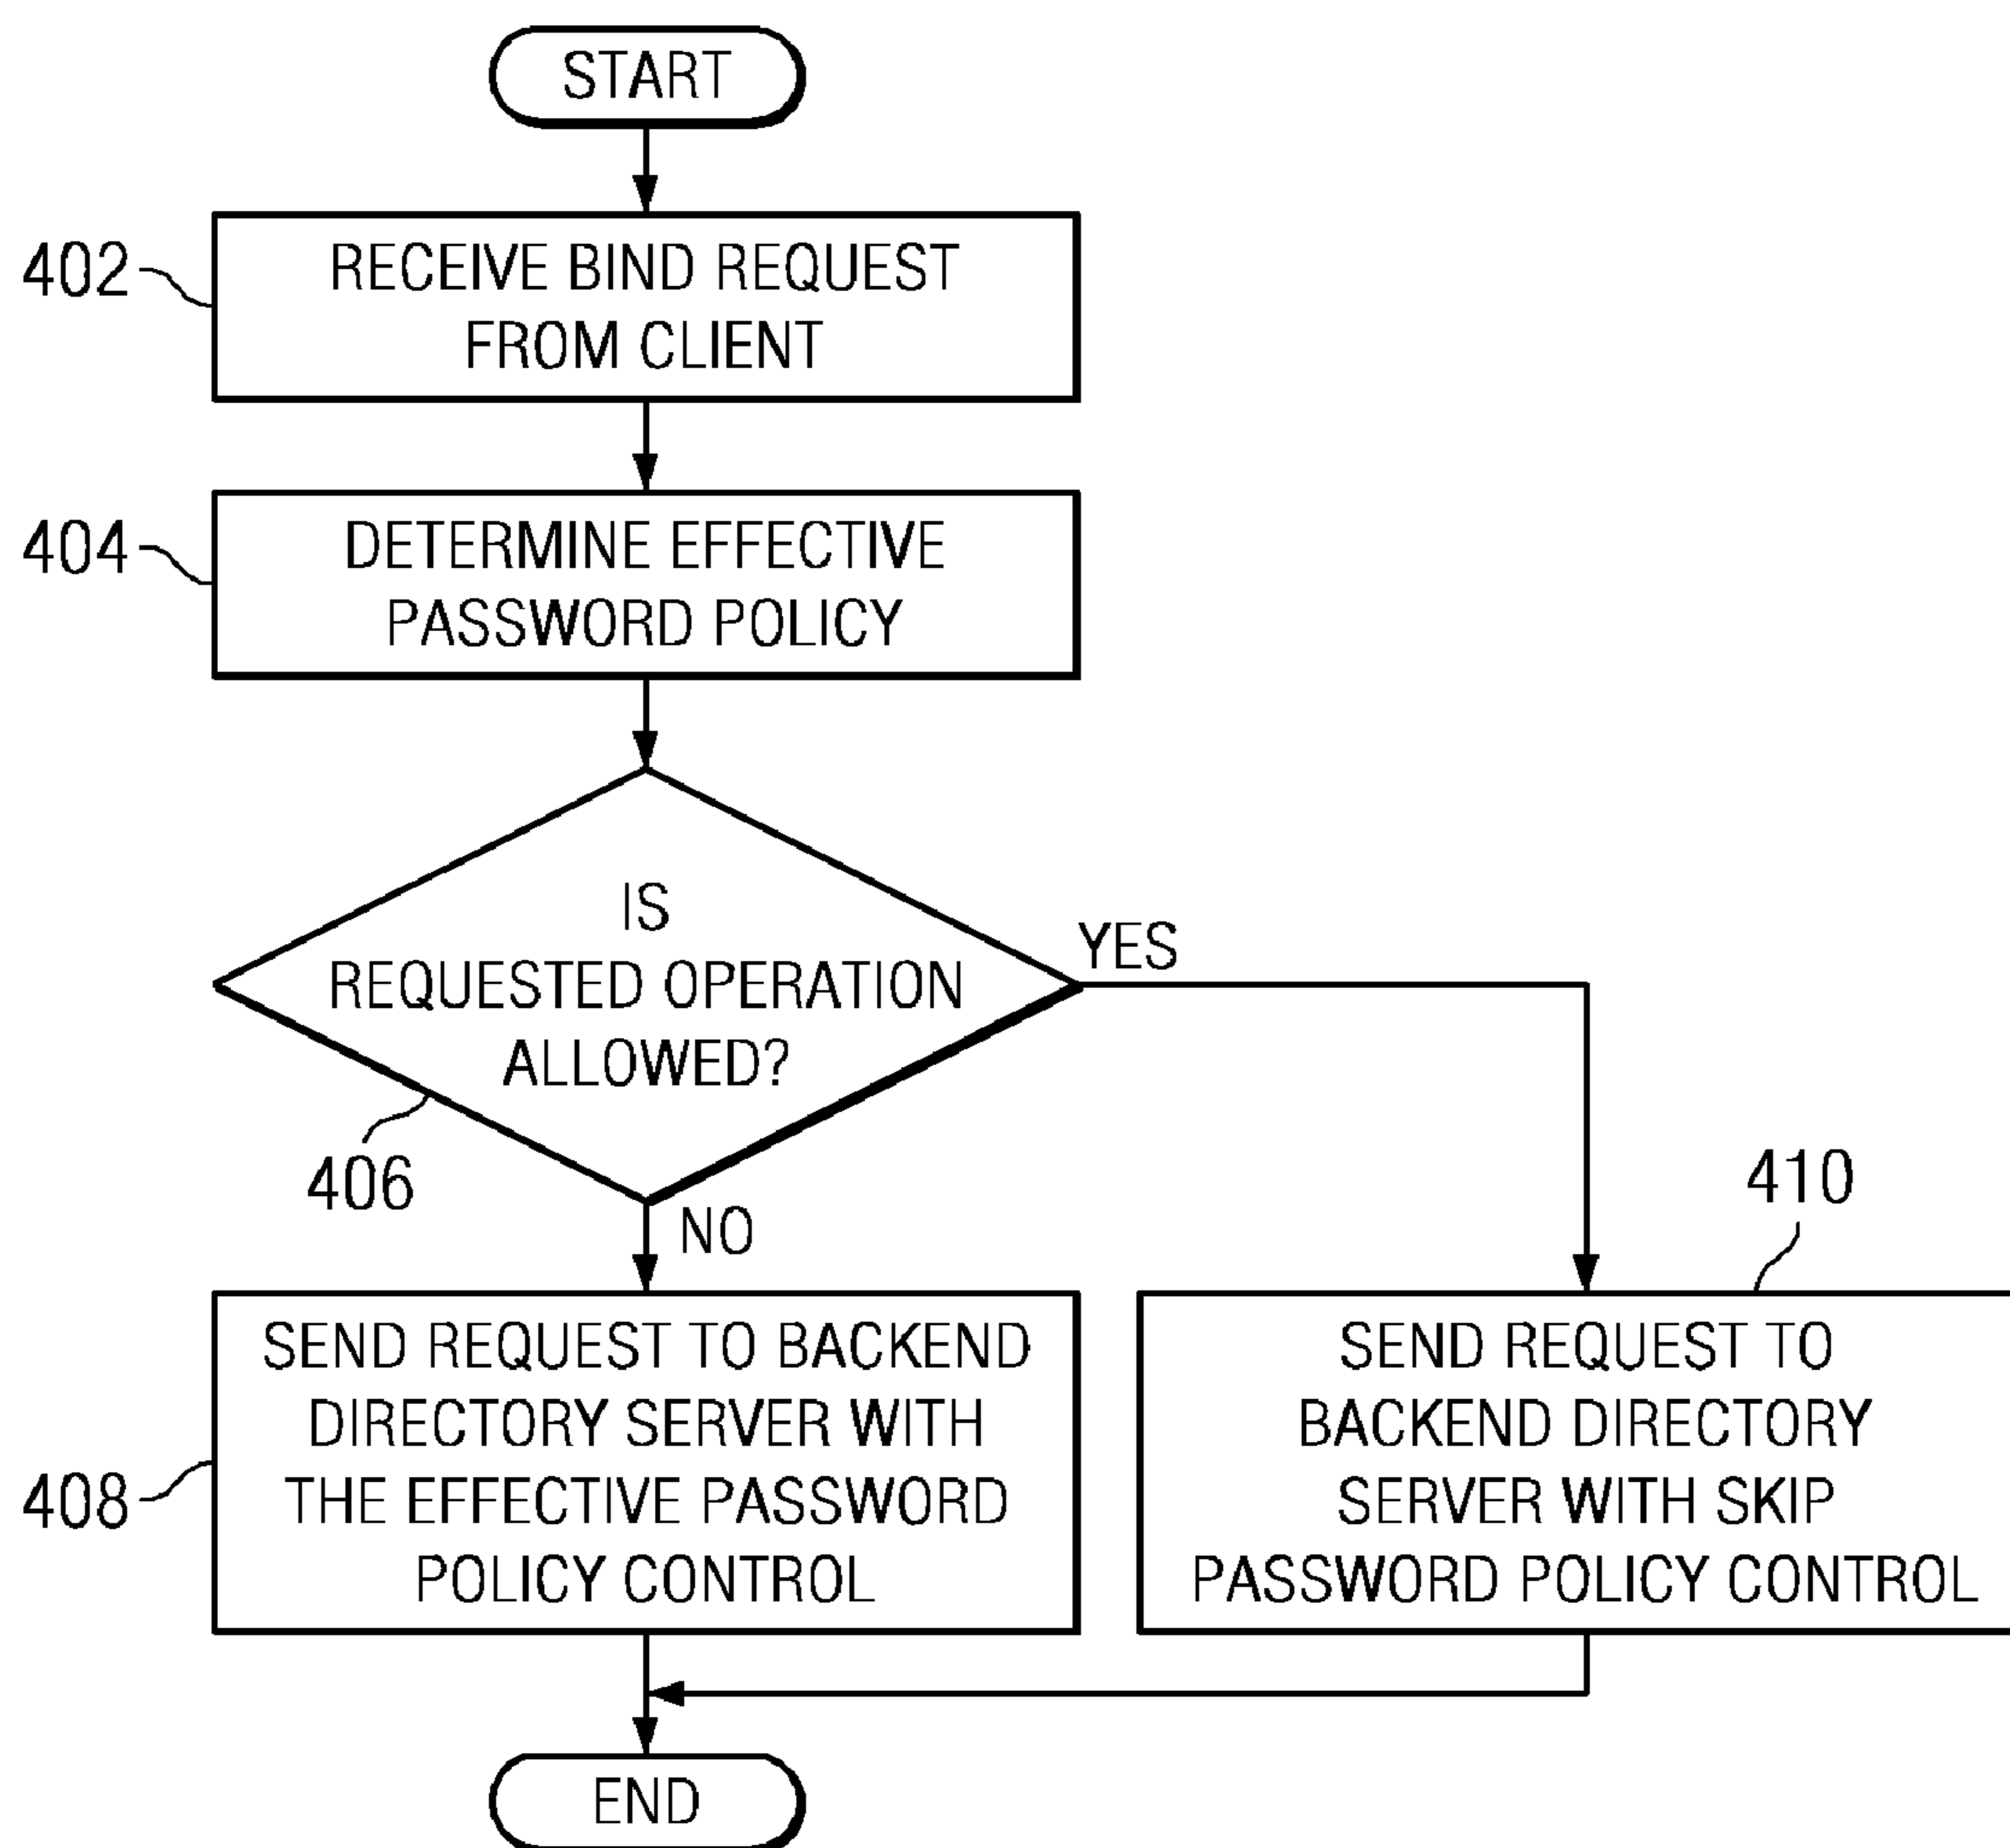 START
402
RECEIVE BIND REQUEST
FROM CLIENT
404
DETERMINE EFFECTIVE
PASSWORD POLICY
IS
REQUESTED OPERATION
ALLOWED?
YES
406
NO
410
408
SEND REQUEST TO BACKEND
DIRECTORY SERVER WITH
THE EFFECTIVE PASSWORD
POLICY CONTROL
SEND REQUEST TO
BACKEND DIRECTORY
SERVER WITH SKIP
PASSWORD POLICY CONTROL
END